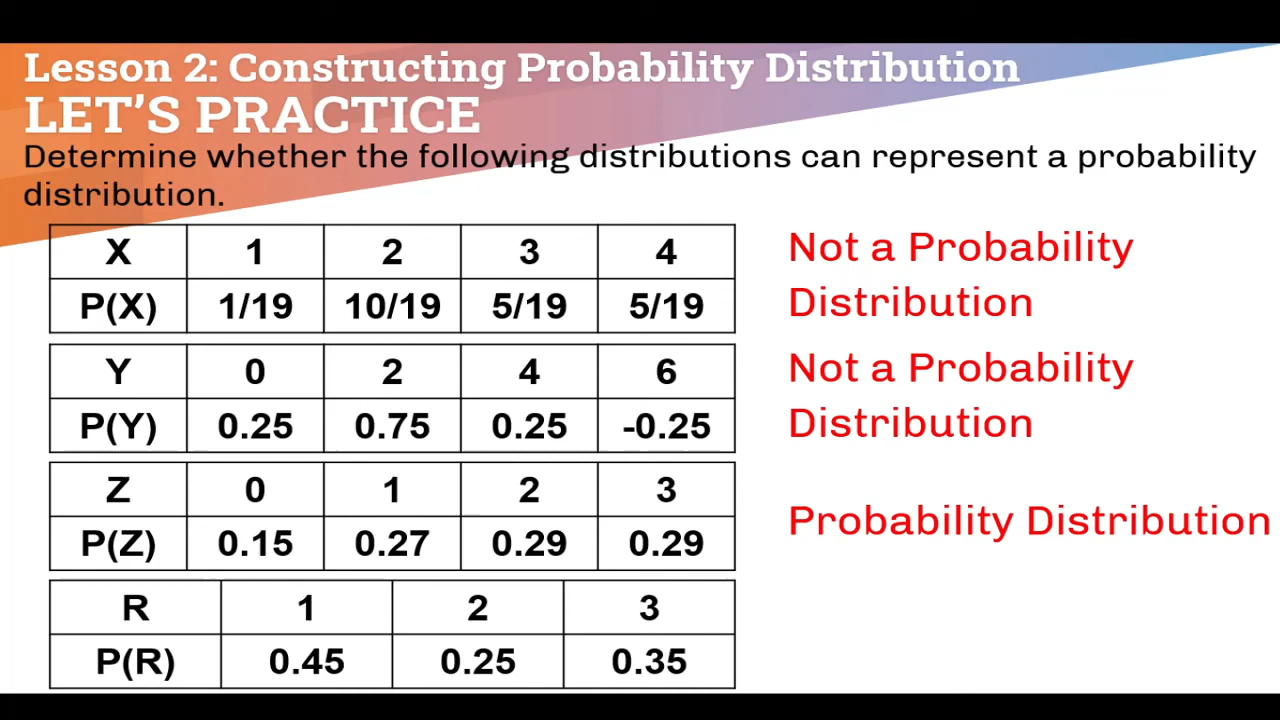 Lesson 2: Constructing Probability Distribution
LET'S PRACTICE
Determine whether the following distributions can represent a probability
distribution.
X 1 2 3 4
P(X) 1/19 10/19 5/19 5/19
Not a Probability
Distribution
Y 0 2 4 6
P(Y) 0.25 0.75 0.25 -0.25
Not a Probability
Distribution
Z 0 1 2 3
P(Z) 0.15 0.27 0.29 0.29
Probability Distribution
R 1 2 3
P(R) 0.45 0.25 0.35